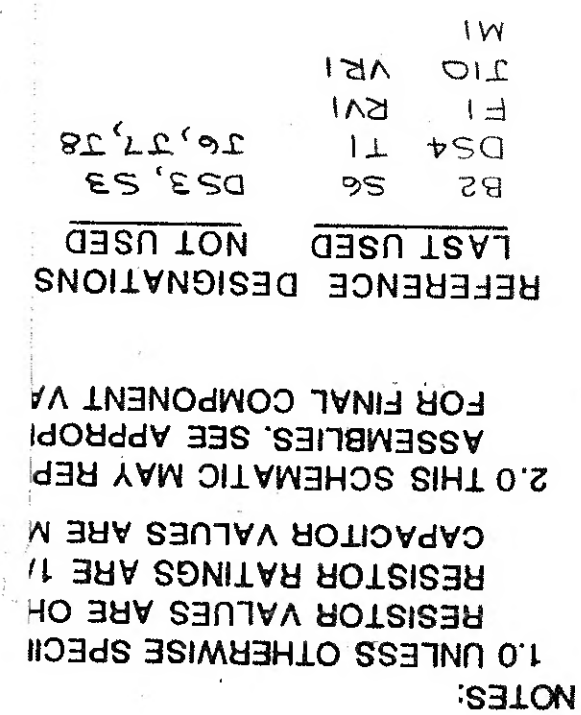 NOTES:
1.0 UNLESS OTHERWISE SPECII
RESISTOR VALUES ARE OH
RESISTOR RATINGS ARE 1/
CAPACITOR VALUES ARE M
2.0 THIS SCHEMATIC MAY REP
ASSEMBLIES. SEE APPROPI
FOR FINAL COMPONENT VA
REFERENCE DESIGNATIONS
LAST USED NOT USED
B2 S6 DS3, S3
DS4 T1 J6, J7, J8
F1 RV1
J10 VR1
M1